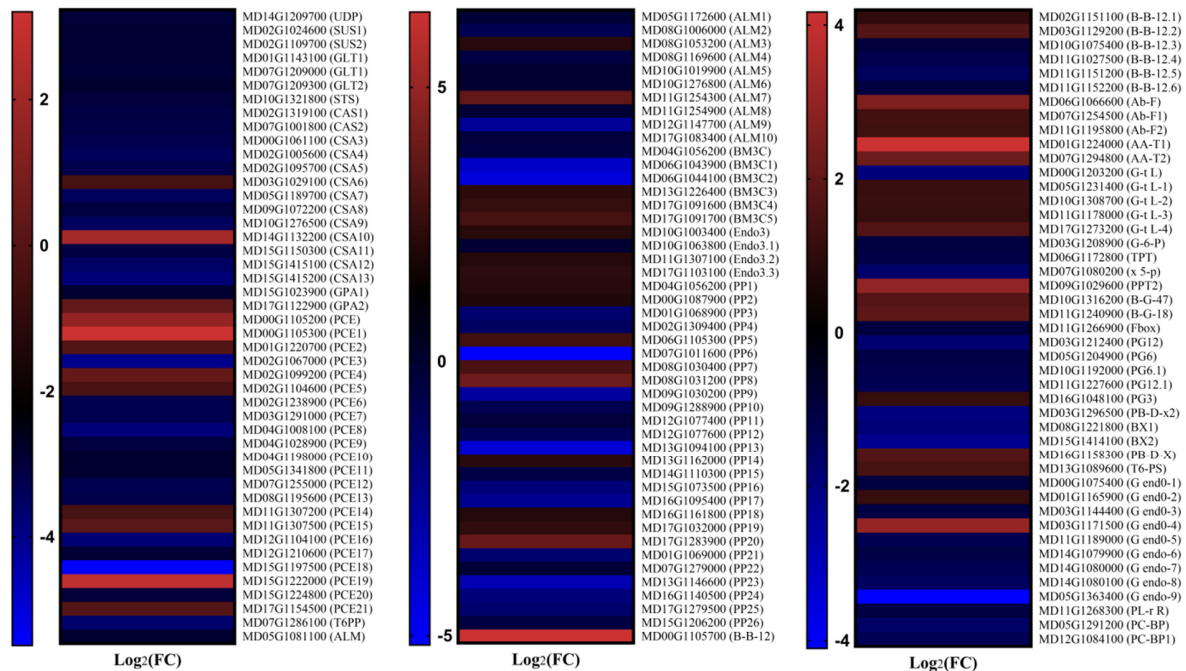 2
0
-2
-4
MD14G1209700 (UDP)
MD02G1024600 (SUS1)
MD02G1109700 (SUS2)
MD01G1143100 (GLT1)
MD07G1209000 (GLT1)
MD07G1209300 (GLT2)
MD10G1321800 (STS)
MD02G1319100 (CAS1)
MD07G1001800 (CAS2)
MD00G1061100 (CSA3)
MD02G1005600 (CSA4)
MD02G1095700 (CSA5)
MD03G1029100 (CSA6)
MD05G1189700 (CSA7)
MD09G1072200 (CSA8)
MD10G1276500 (CSA9)
MD14G1132200 (CSA10)
MD15G1150300 (CSA11)
MD15G1415100 (CSA12)
MD15G1415200 (CSA13)
MD15G1023900 (GPA1)
MD17G1122900 (GPA2)
MD00G1105200 (PCE)
MD00G1105300 (PCE1)
MD01G1220700 (PCE2)
MD02G1067000 (PCE3)
MD02G1099200 (PCE4)
MD02G1104600 (PCE5)
MD02G1238900 (PCE6)
MD03G1291000 (PCE7)
MD04G1008100 (PCE8)
MD04G1028900 (PCE9)
MD04G1198000 (PCE10)
MD05G1341800 (PCE11)
MD07G1255000 (PCE12)
MD08G1195600 (PCE13)
MD11G1307200 (PCE14)
MD11G1307500 (PCE15)
MD12G1104100 (PCE16)
MD12G1210600 (PCE17)
MD15G1197500 (PCE18)
MD15G1222000 (PCE19)
MD15G1224800 (PCE20)
MD17G1154500 (PCE21)
MD07G1286100 (T6PP)
MD05G1081100 (ALM)
Log2(FC)
5
0
-5
MD05G1172600 (ALM1)
MD08G1006000 (ALM2)
MD08G1053200 (ALM3)
MD08G1169600 (ALM4)
MD10G1019900 (ALM5)
MD10G1276800 (ALM6)
MD11G1254300 (ALM7)
MD11G1254900 (ALM8)
MD12G1147700 (ALM9)
MD17G1083400 (ALM10)
MD04G1056200 (BM3C)
MD06G1043900 (BM3C1)
MD06G1044100 (BM3C2)
MD13G1226400 (BM3C3)
MD17G1091600 (BM3C4)
MD17G1091700 (BM3C5)
MD10G1003400 (Endo3)
MD10G1063800 (Endo3.1)
MD11G1307100 (Endo3.2)
MD17G1103100 (Endo3.3)
MD04G1056200 (PP1)
MD00G1087900 (PP2)
MD01G1068900 (PP3)
MD02G1309400 (PP4)
MD06G1105300 (PP5)
MD07G1011600 (PP6)
MD08G1030400 (PP7)
MD08G1031200 (PP8)
MD09G1030200 (PP9)
MD09G1288900 (PP10)
MD12G1077400 (PP11)
MD12G1077600 (PP12)
MD13G1094100 (PP13)
MD13G1162000 (PP14)
MD14G1110300 (PP15)
MD15G1073500 (PP16)
MD16G1095400 (PP17)
MD16G1161800 (PP18)
MD17G1032000 (PP19)
MD17G1283900 (PP20)
MD01G1069000 (PP21)
MD07G1279000 (PP22)
MD13G1146600 (PP23)
MD16G1140500 (PP24)
MD17G1279500 (PP25)
MD15G1206200 (PP26)
MD00G1105700 (B-B-12)
Log2(FC)
4
2
0
-2
-4
MD02G1151100 (B-B-12.1)
MD03G1129200 (B-B-12.2)
MD10G1075400 (B-B-12.3)
MD11G1027500 (B-B-12.4)
MD11G1151200 (B-B-12.5)
MD11G1152200 (B-B-12.6)
MD06G1066600 (Ab-F)
MD07G1254500 (Ab-F1)
MD11G1195800 (Ab-F2)
MD01G1224000 (AA-T1)
MD07G1294800 (AA-T2)
MD00G1203200 (G-t L)
MD05G1231400 (G-t L-1)
MD10G1308700 (G-t L-2)
MD11G1178000 (G-t L-3)
MD17G1273200 (G-t L-4)
MD03G1208900 (G-6-P)
MD06G1172800 (TPT)
MD07G1080200 (x 5-p)
MD09G1029600 (PPT2)
MD10G1316200 (B-G-47)
MD11G1240900 (B-G-18)
MD11G1266900 (Fbox)
MD03G1212400 (PG12)
MD05G1204900 (PG6)
MD10G1192000 (PG6.1)
MD11G1227600 (PG12.1)
MD16G1048100 (PG3)
MD03G1296500 (PB-D-x2)
MD08G1221800 (BX1)
MD15G1414100 (BX2)
MD16G1158300 (PB-D-X)
MD13G1089600 (T6-PS)
MD00G1075400 (G end0-1)
MD01G1165900 (G end0-2)
MD03G1144400 (G end0-3)
MD03G1171500 (G end0-4)
MD11G1189000 (G end0-5)
MD14G1079900 (G endo-6)
MD14G1080000 (G endo-7)
MD14G1080100 (G endo-8)
MD05G1363400 (G endo-9)
MD11G1268300 (PL-r R)
MD05G1291200 (PC-BP)
MD12G1084100 (PC-BP1)
Log2(FC)